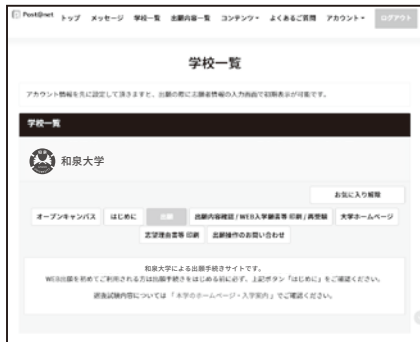 Post@net トップ メッセージ 学校一覧 出願内容一覧 コンテンツ よくあるご質問 アカウント ログアウト
学校一覧
アカウント情報を先に設定して頂きますと、出願の際に志願者情報の入力画面で初期表示が可能です。
学校一覧
和泉大学
お気に入り解除
オープンキャンパス はじめに 出願 出願内容確認/WEB入学願書等 印刷/再受験 大学ホームページ
志望理由書等 印刷 出願操作のお問い合わせ
和泉大学による出願手続きサイトです。
WEB出願を初めてご利用される方は出願手続きをはじめる前に必ず、上記ボタン「はじめに」をご確認ください。
選抜試験内容については「本学のホームページ・入学案内」でご確認ください。